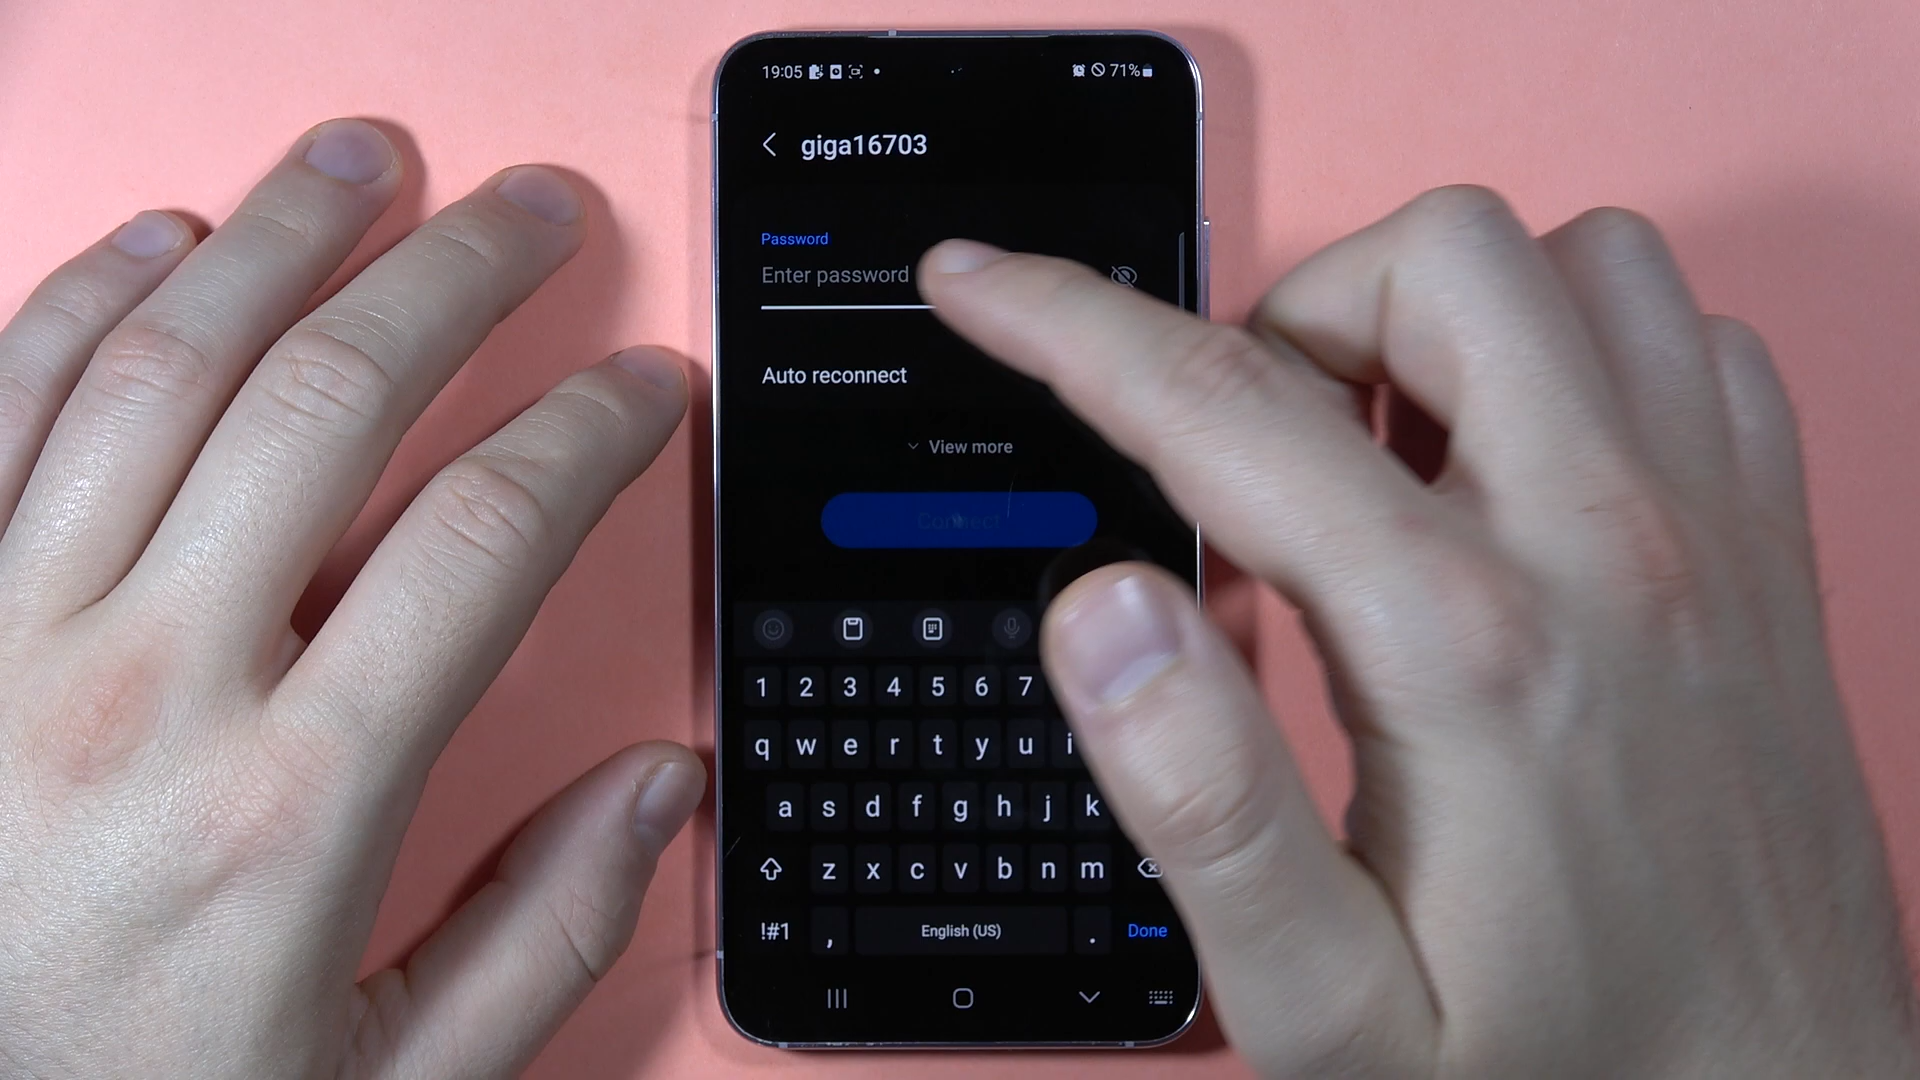 19:05 71%
giga16703
Password
Enter password
Auto reconnect
View more
Connect
1 2 3 4 5 6 7
q w e r t y u i
a s d f g h j k
z x c v b n m
!#1 , English (US) . Done